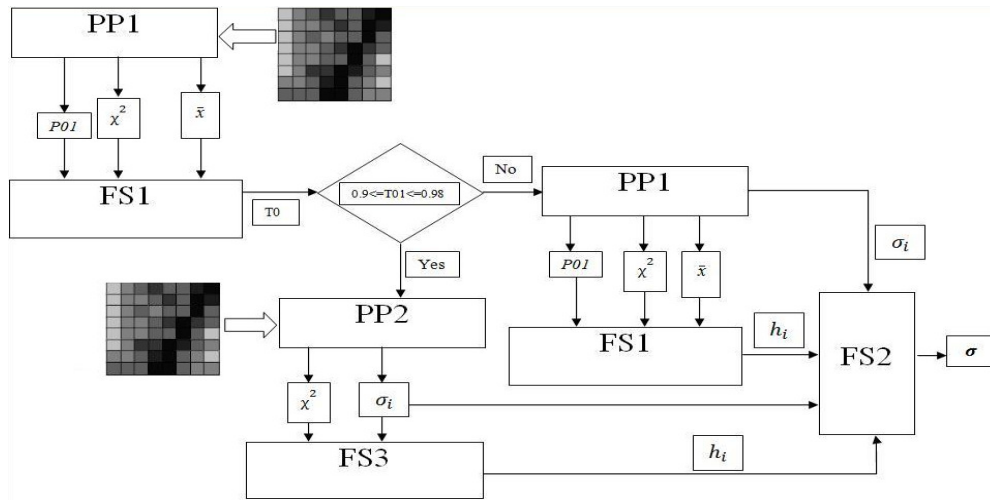 PP1
P01
χ²
x̄
FS1
T0
0.9<=T01<=0.98
No
Yes
PP1
P01
χ²
x̄
σᵢ
FS1
hᵢ
FS2
σ
PP2
χ²
σᵢ
FS3
hᵢ